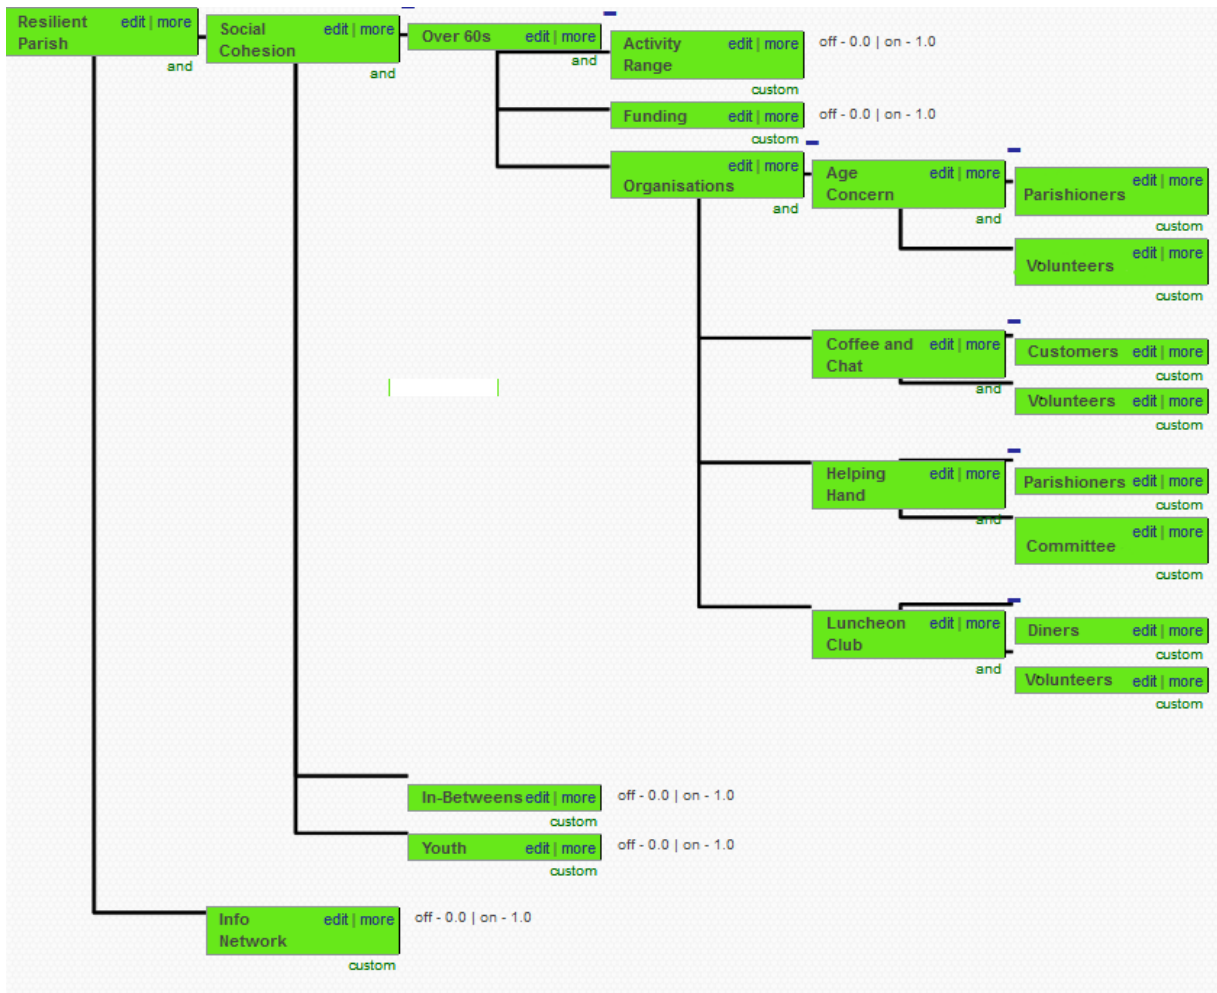 Resilient edit | more
Parish
and
Social edit | more
Cohesion
and
Over 60s edit | more
and
Activity edit | more
Range
custom
off - 0.0 | on - 1.0
Funding edit | more
custom
off - 0.0 | on - 1.0
edit | more
Organisations
and
Age edit | more
Concern
and
edit | more
Parishioners
custom
edit | more
Volunteers
custom
Coffee and edit | more
Chat
and
Customers edit | more
custom
Volunteers edit | more
custom
Helping edit | more
Hand
and
Parishioners edit | more
custom
edit | more
Committee
custom
Luncheon edit | more
Club
and
Diners edit | more
custom
Volunteers edit | more
custom
In-Betweens edit | more
custom
off - 0.0 | on - 1.0
Youth edit | more
custom
off - 0.0 | on - 1.0
Info edit | more
Network
custom
off - 0.0 | on - 1.0